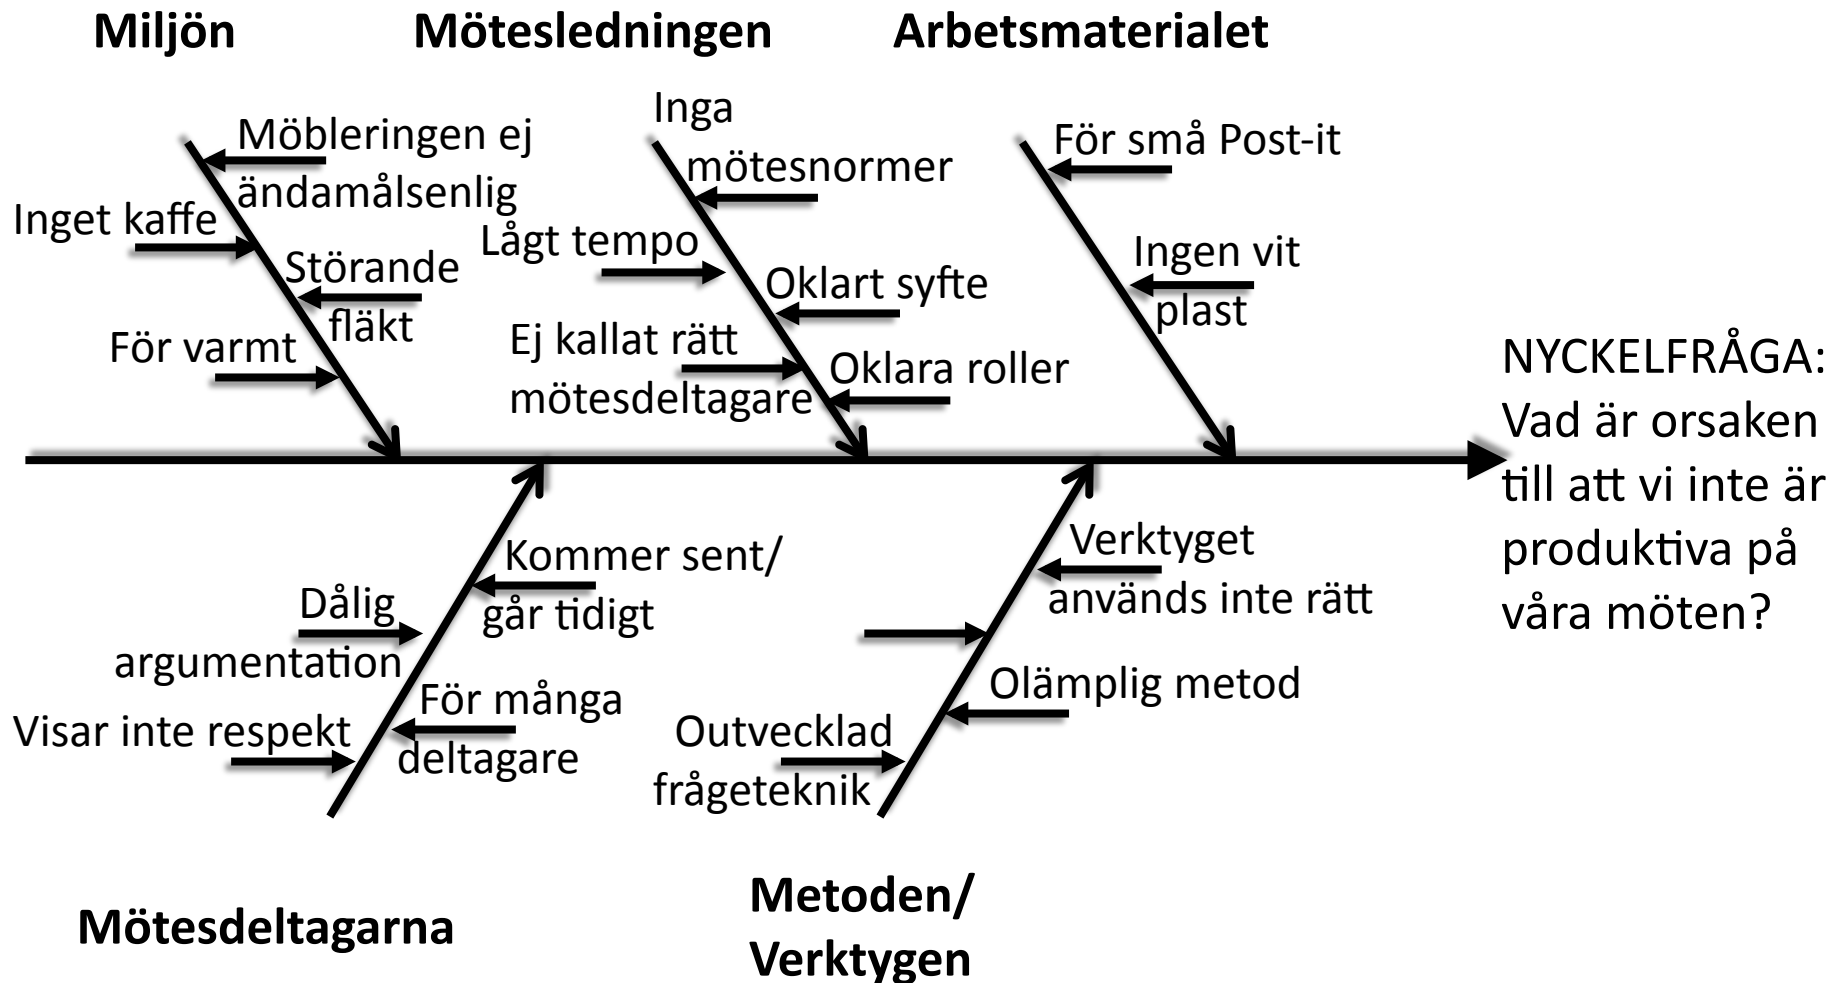 Miljön
Mötesledningen
Arbetsmaterialet
Möbleringen ej
ändamålsenlig
Inget kaffe
Störande
fläkt
För varmt
Inga
mötesnormer
Lågt tempo
Oklart syfte
Ej kallat rätt
mötesdeltagare
Oklara roller
För små Post-it
Ingen vit
plast
NYCKELFRÅGA:
Vad är orsaken
till att vi inte är
produktiva på
våra möten?
Kommer sent/
går tidigt
Dålig
argumentation
För många
deltagare
Visar inte respekt
Verktyget
används inte rätt
Olämplig metod
Outvecklad
frågeteknik
Mötesdeltagarna
Metoden/
Verktygen